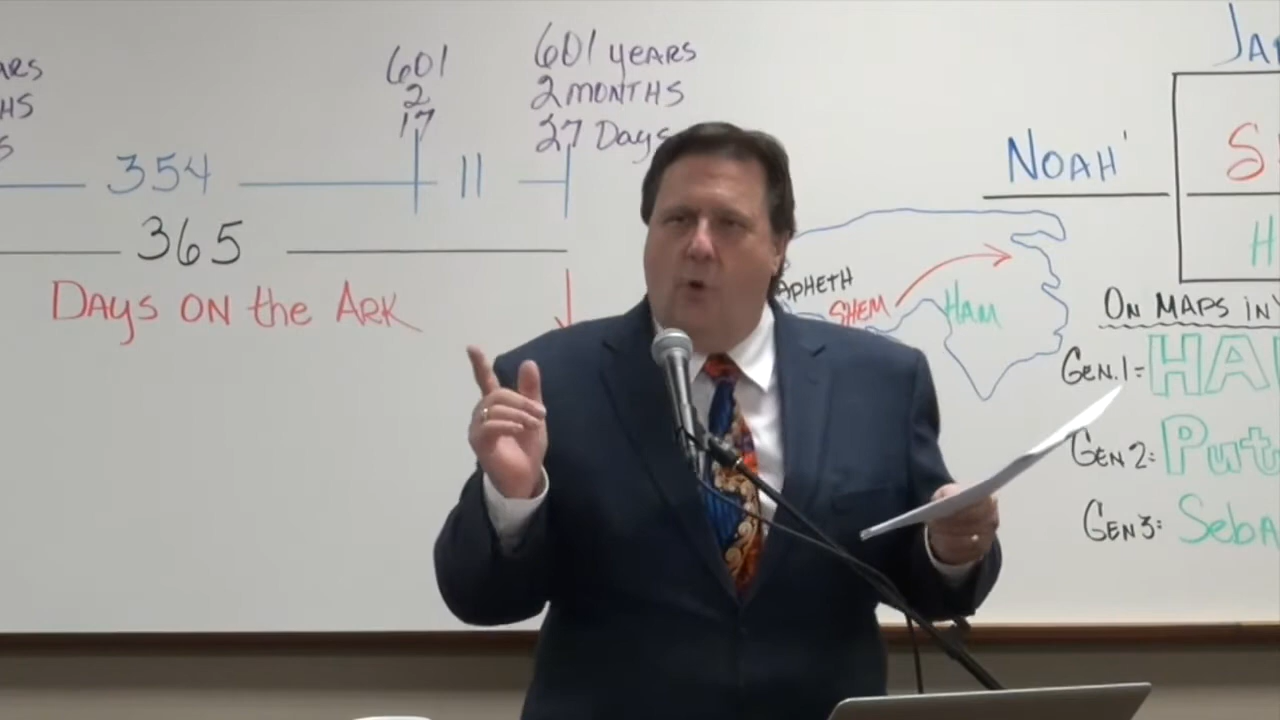 601
2
17
601 years
2 months
27 Days
354
11
365
Days on the Ark
Noah'
Shem
Ham
On Maps in
Gen. 1=
Gen 2: Put
Gen 3: Seba